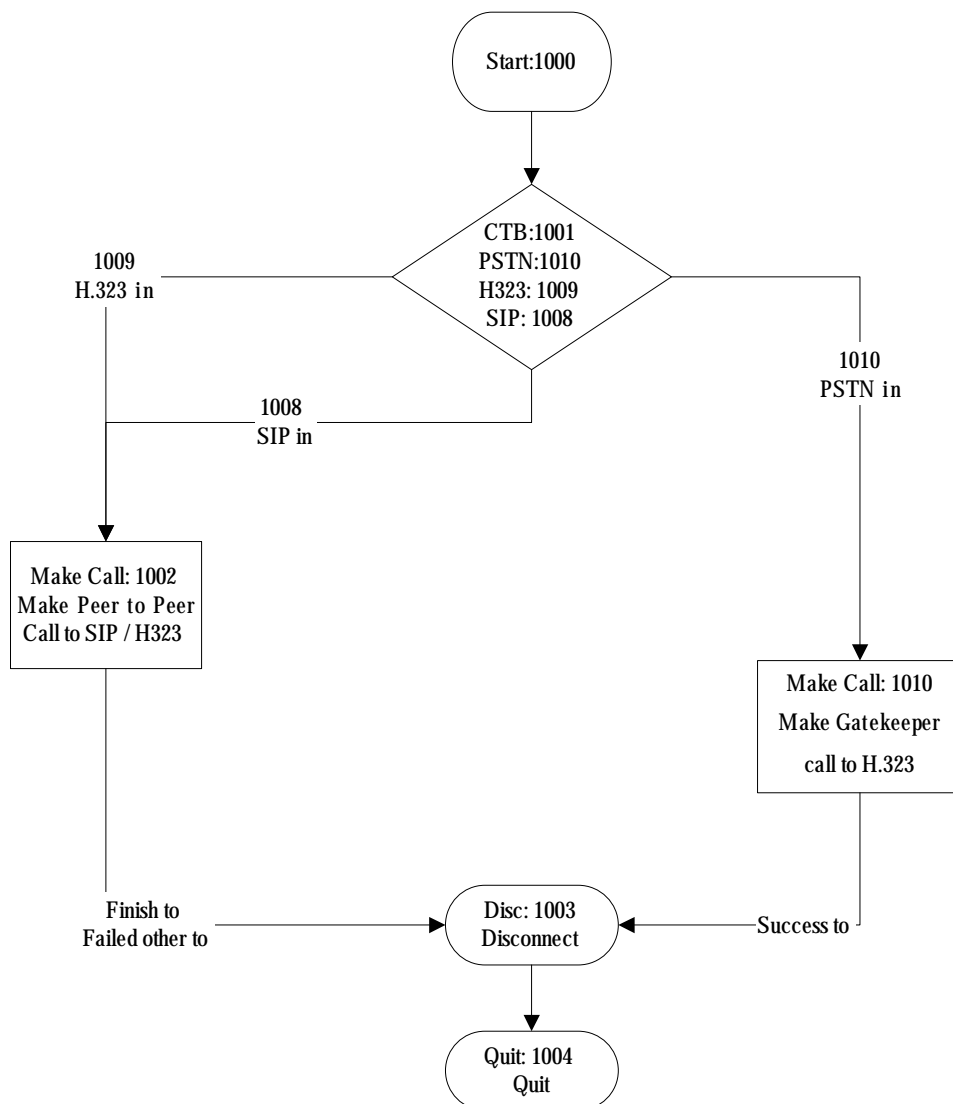 Start:1000
CTB:1001
PSTN:1010
H323: 1009
SIP: 1008
1009
H.323 in
1008
SIP in
1010
PSTN in
Make Call: 1002
Make Peer to Peer
Call to SIP / H323
Make Call: 1010
Make Gatekeeper
call to H.323
Finish to
Failed other to
Disc: 1003
Disconnect
Success to
Quit: 1004
Quit